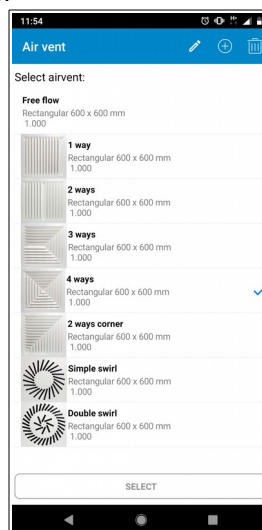 11:54
Air vent
Select airvent:
Free flow
Rectangular 600 x 600 mm
1.000
1 way
Rectangular 600 x 600 mm
1.000
2 ways
Rectangular 600 x 600 mm
1.000
3 ways
Rectangular 600 x 600 mm
1.000
4 ways
Rectangular 600 x 600 mm
1.000
2 ways corner
Rectangular 600 x 600 mm
1.000
Simple swirl
Rectangular 600 x 600 mm
1.000
Double swirl
Rectangular 600 x 600 mm
1.000
SELECT